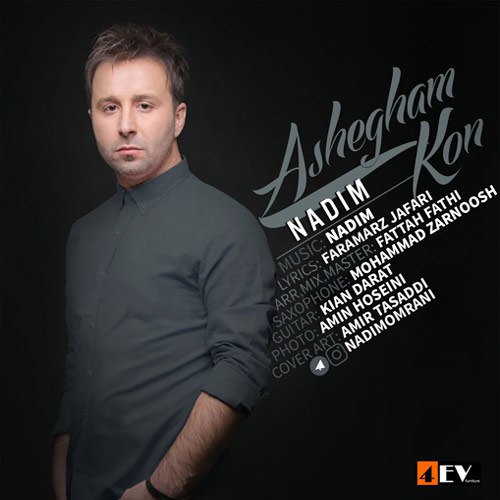 Ashegham
Kon
NADIM
MUSIC: NADIM
LYRICS: FARAMARZ JAFARI
ARR.MIX MASTER: FATTAH FATHI
SAXOPHONE: MOHAMMAD ZARNOOSH
GUITAR: KIAN DARAT
PHOTO: AMIN HOSEINI
COVER ART: AMIR TASADDI
NADIMOMRANI
4EV
furniture